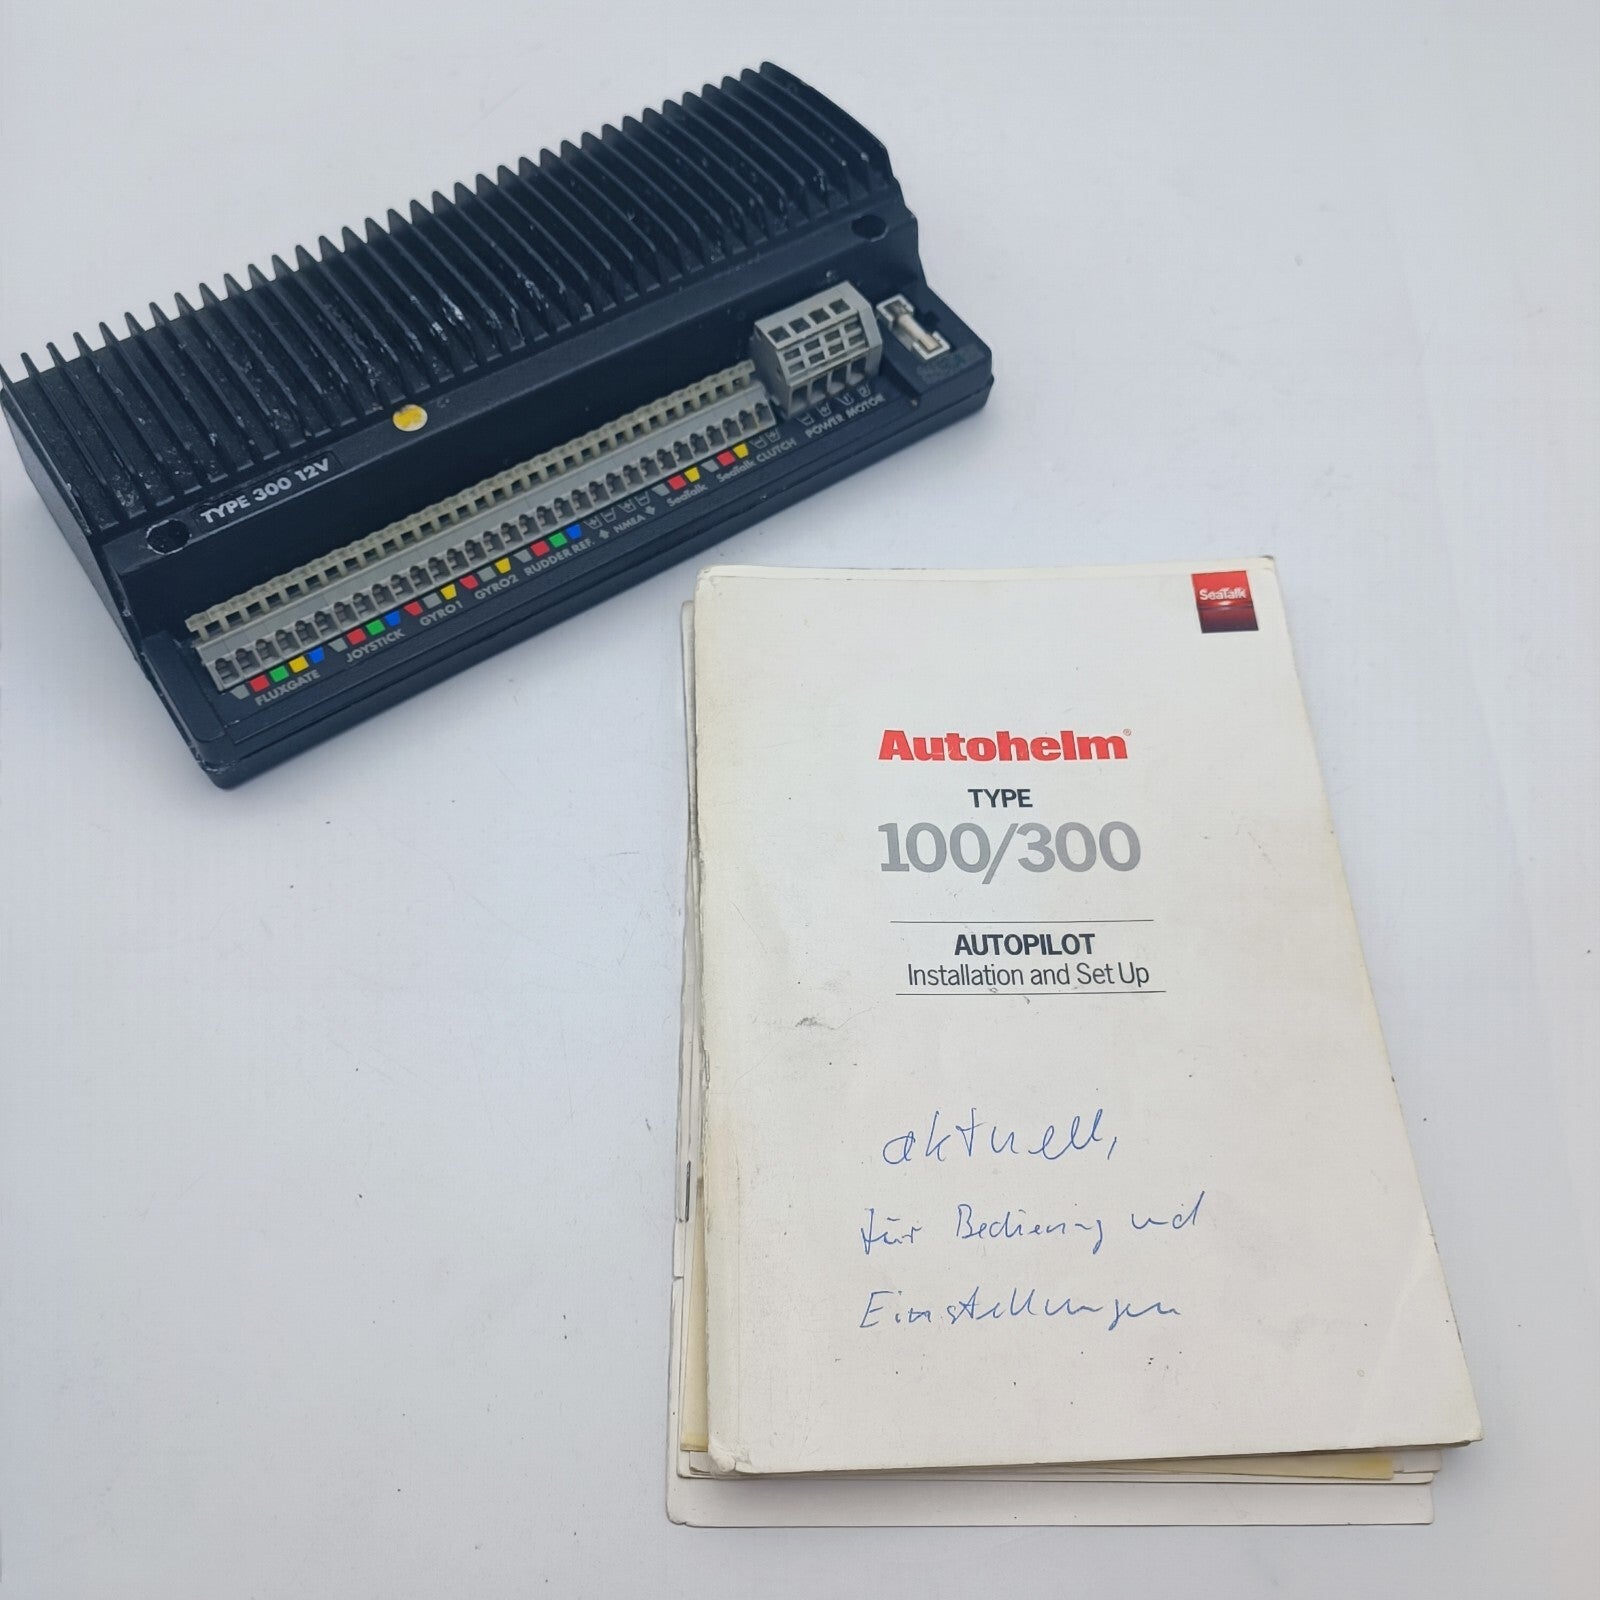 TYPE 300 12V
FLUXGATE
JOYSTICK
GYRO1
GYRO2
RUDDER REF.
NMEA
SeaTalk
SeaTalk
CLUTCH
POWER
MOTOR
SeaTalk
Autohelm®
TYPE
100/300
AUTOPILOT
Installation and Set Up
aktuell,
für Bedienung und
Einstellungen